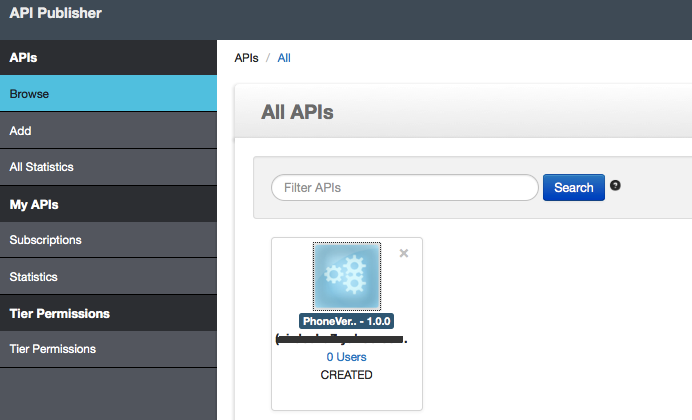 API Publisher
APIs
Browse
Add
All Statistics
My APIs
Subscriptions
Statistics
Tier Permissions
Tier Permissions
APIs / All
All APIs
Filter APIs
Search
?
PhoneVer.. - 1.0.0
0 Users
CREATED